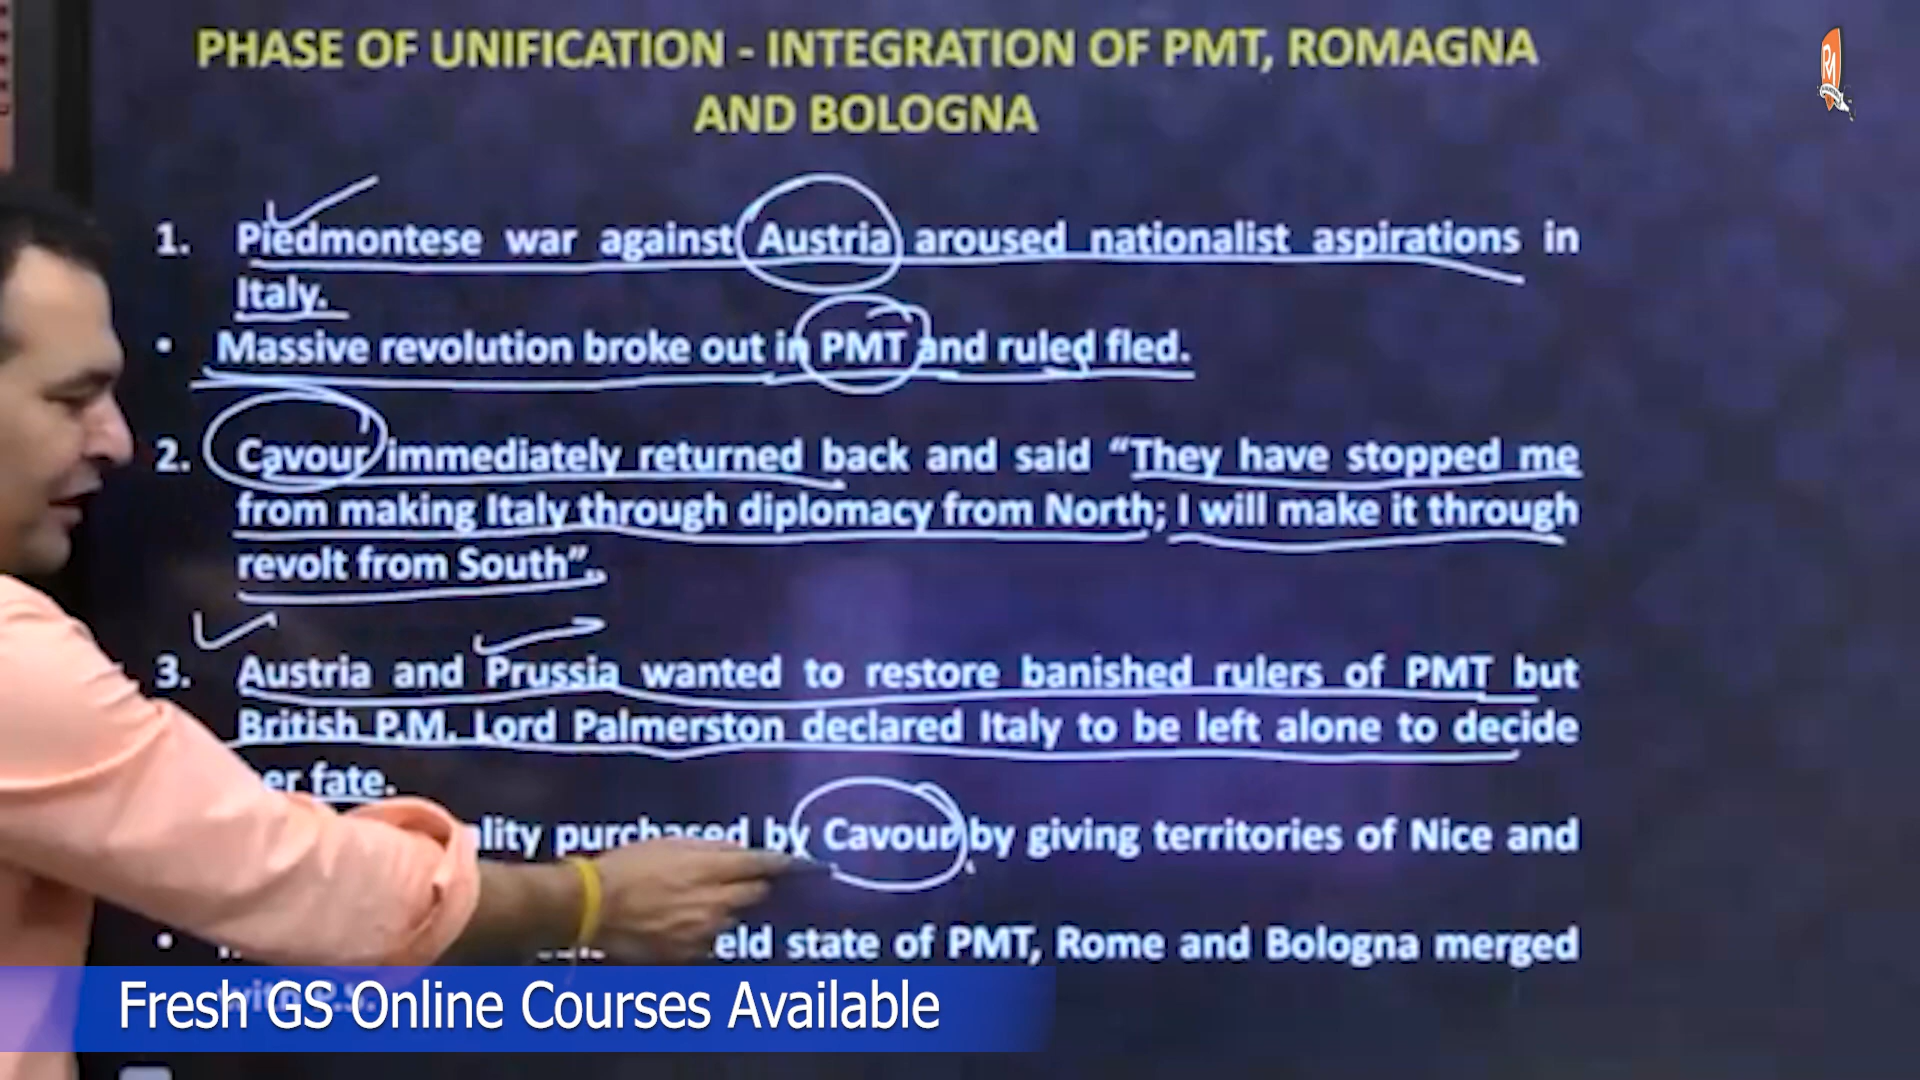 PHASE OF UNIFICATION - INTEGRATION OF PMT, ROMAGNA
AND BOLOGNA
1. Piedmontese war against Austria aroused nationalist aspirations in
Italy.
• Massive revolution broke out in PMT and ruled fled.
2. Cavour immediately returned back and said “They have stopped me
from making Italy through diplomacy from North; I will make it through
revolt from South”.
3. Austria and Prussia wanted to restore banished rulers of PMT but
British P.M. Lord Palmerston declared Italy to be left alone to decide
fate.
purchased by Cavour by giving territories of Nice and
• state of PMT, Rome and Bologna merged
Fresh GS Online Courses Available